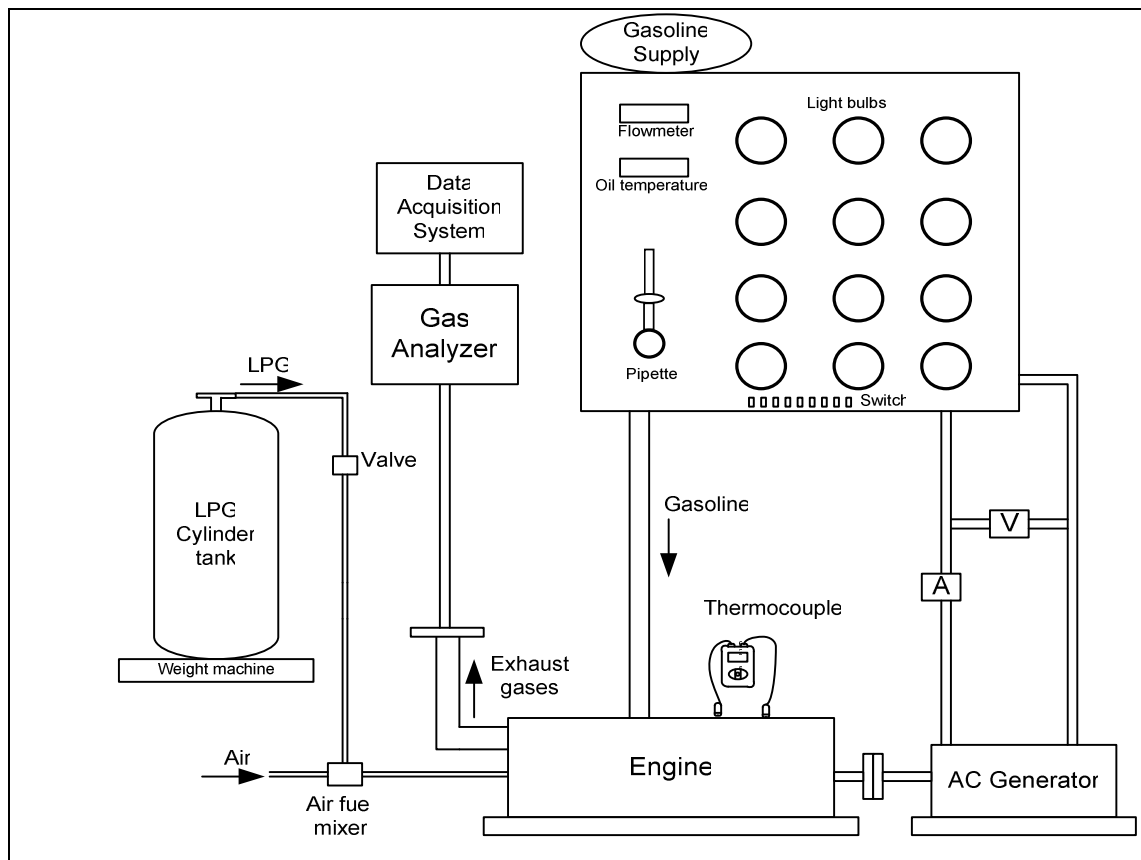 Gasoline
Supply
Light bulbs
Flowmeter
Oil temperature
Data
Acquisition
System
Gas
Analyzer
LPG
Pipette
Switch
Valve
LPG
Cylinder
tank
Gasoline
V
A
Thermocouple
Weight machine
Exhaust
gases
Air
Engine
AC Generator
Air fue
mixer